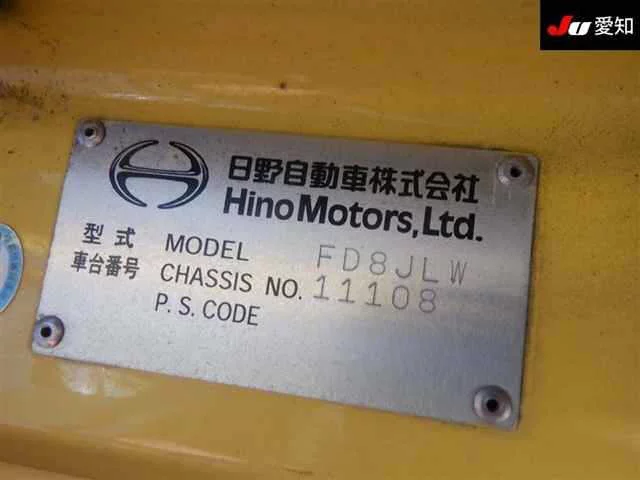 JU 愛知
日野自動車株式会社
Hino Motors, Ltd.
型式 MODEL FD8JLW
車台番号 CHASSIS NO. 11108
P.S. CODE